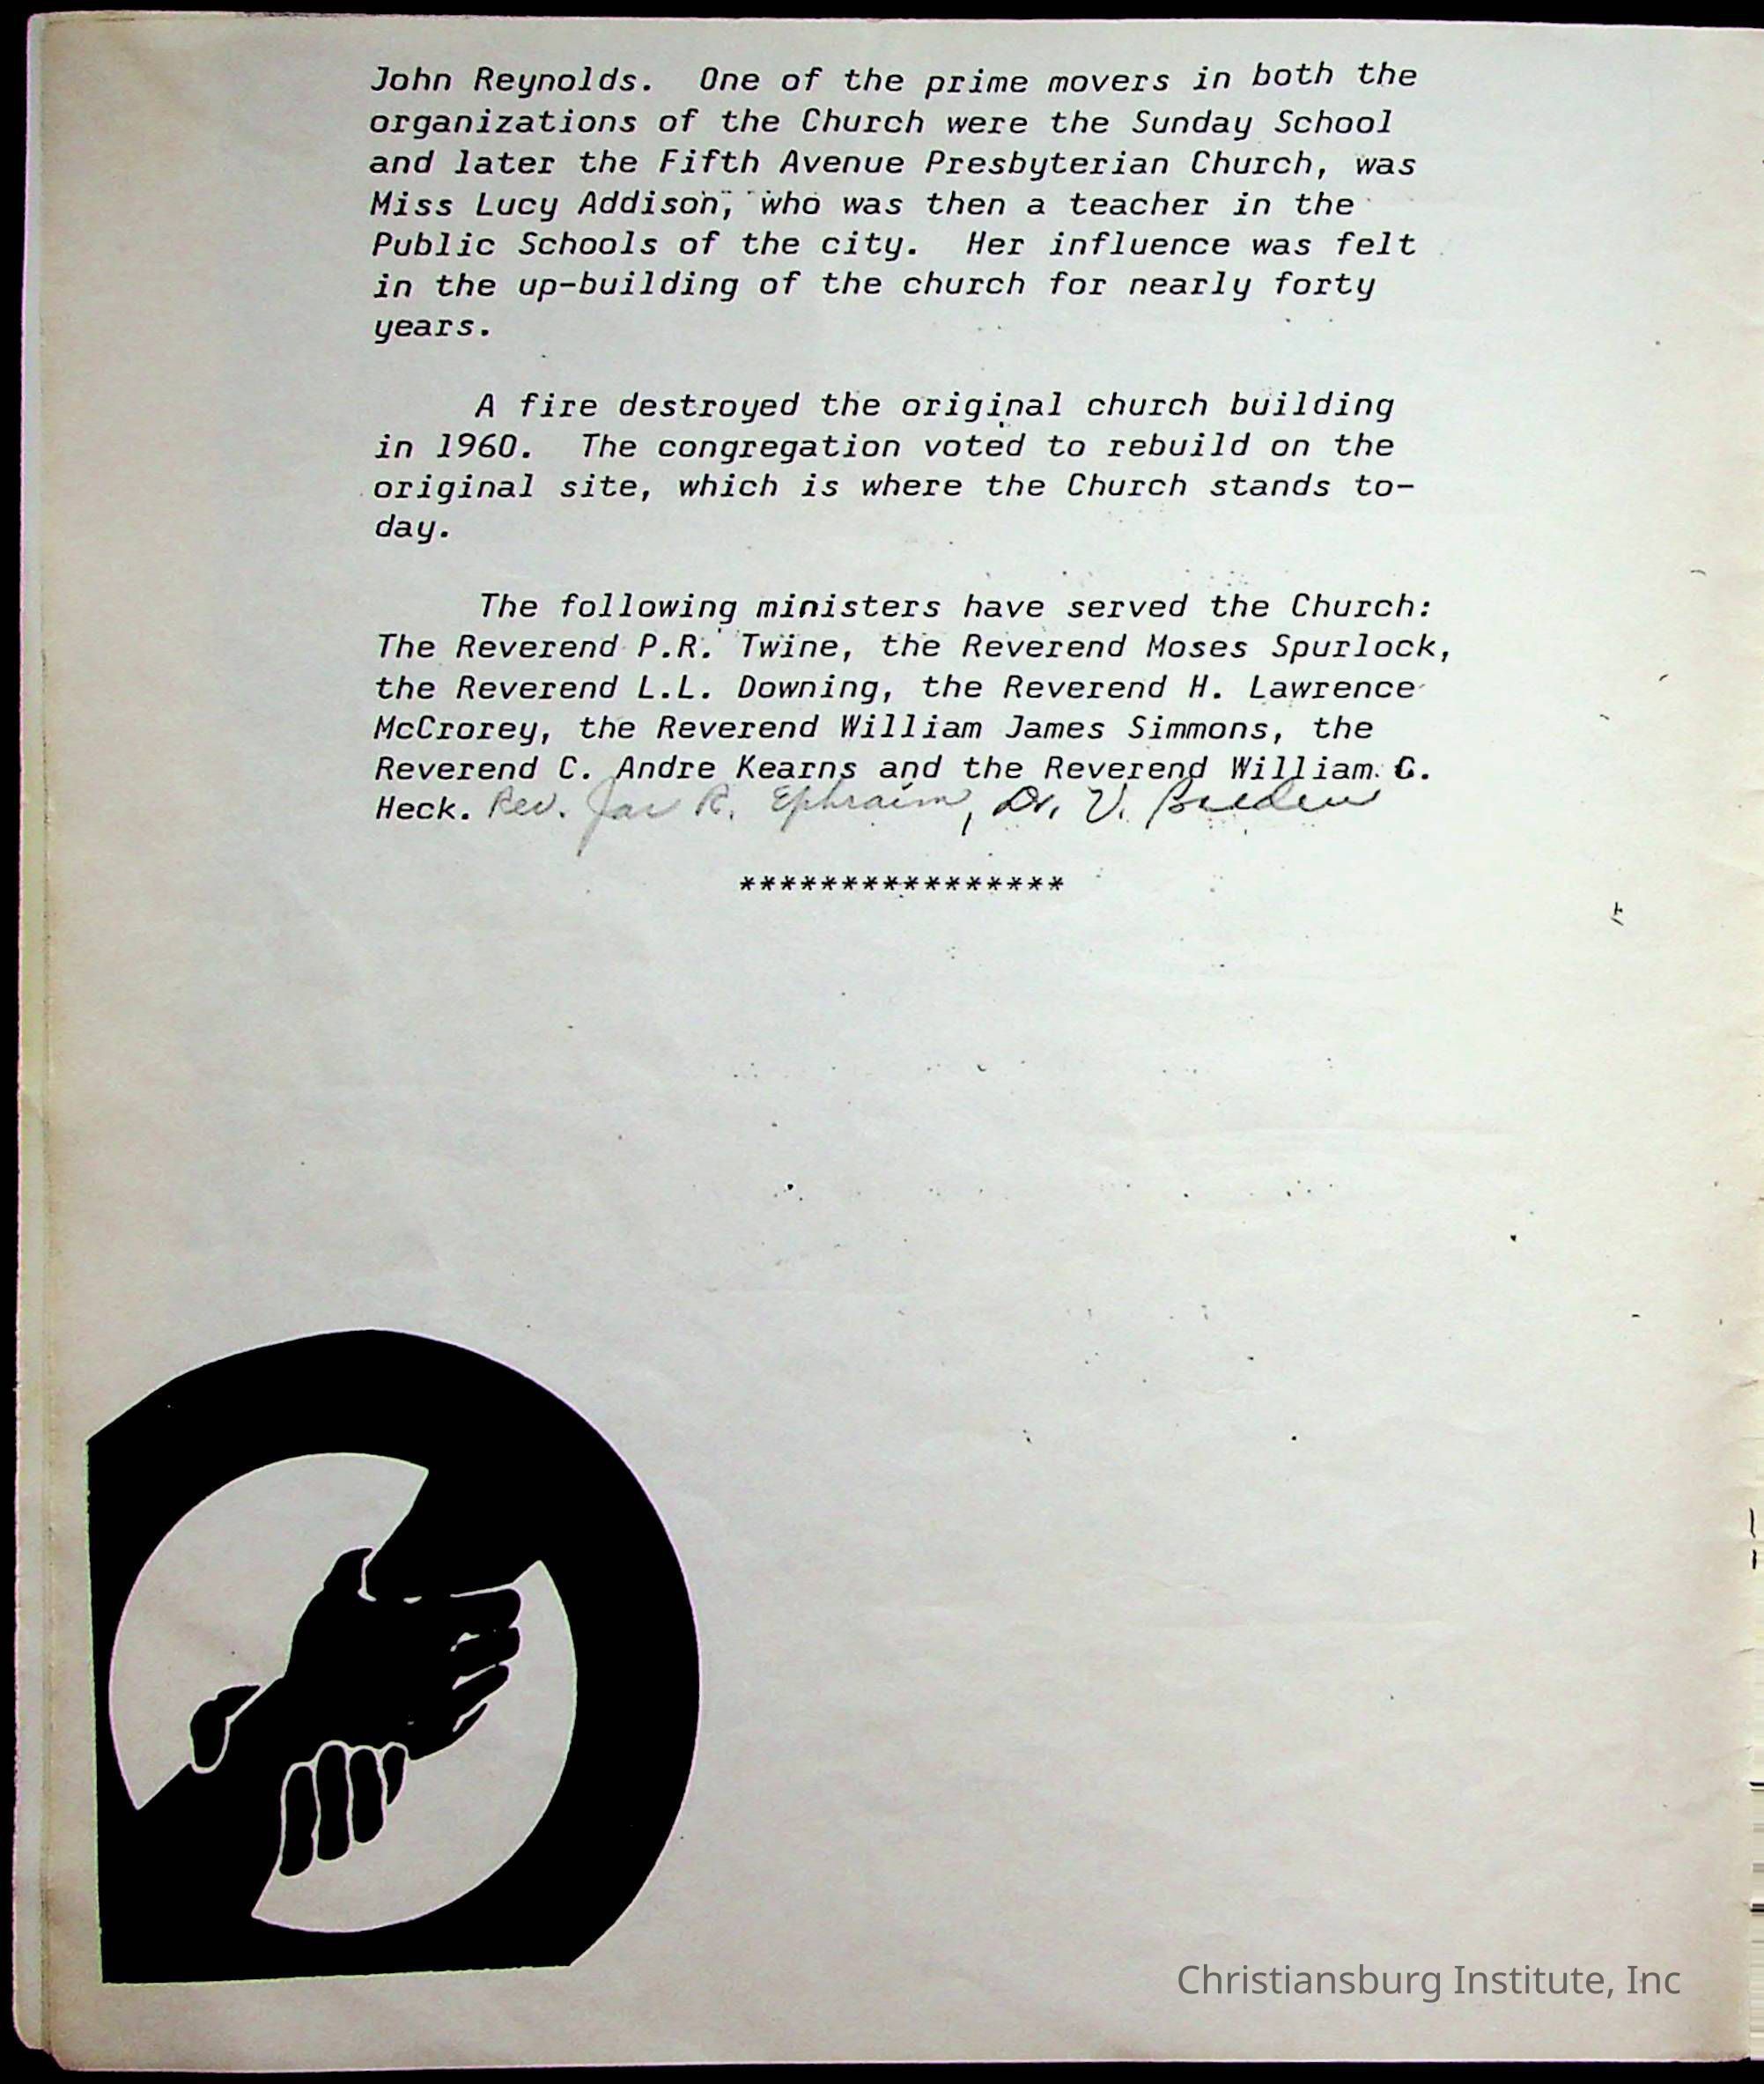 John Reynolds.  One of the prime movers in both the
organizations of the Church were the Sunday School
and later the Fifth Avenue Presbyterian Church, was
Miss Lucy Addison, who was then a teacher in the
Public Schools of the city.  Her influence was felt
in the up-building of the church for nearly forty
years.
A fire destroyed the original church building
in 1960.  The congregation voted to rebuild on the
original site, which is where the Church stands to-
day.
The following ministers have served the Church:
The Reverend P.R. Twine, the Reverend Moses Spurlock,
the Reverend L.L. Downing, the Reverend H. Lawrence
McCrorey, the Reverend William James Simmons, the
Reverend C. Andre Kearns and the Reverend William G.
Heck. Rev. Jas R. Ephraim, Dr. V.
****************
Christiansburg Institute, Inc